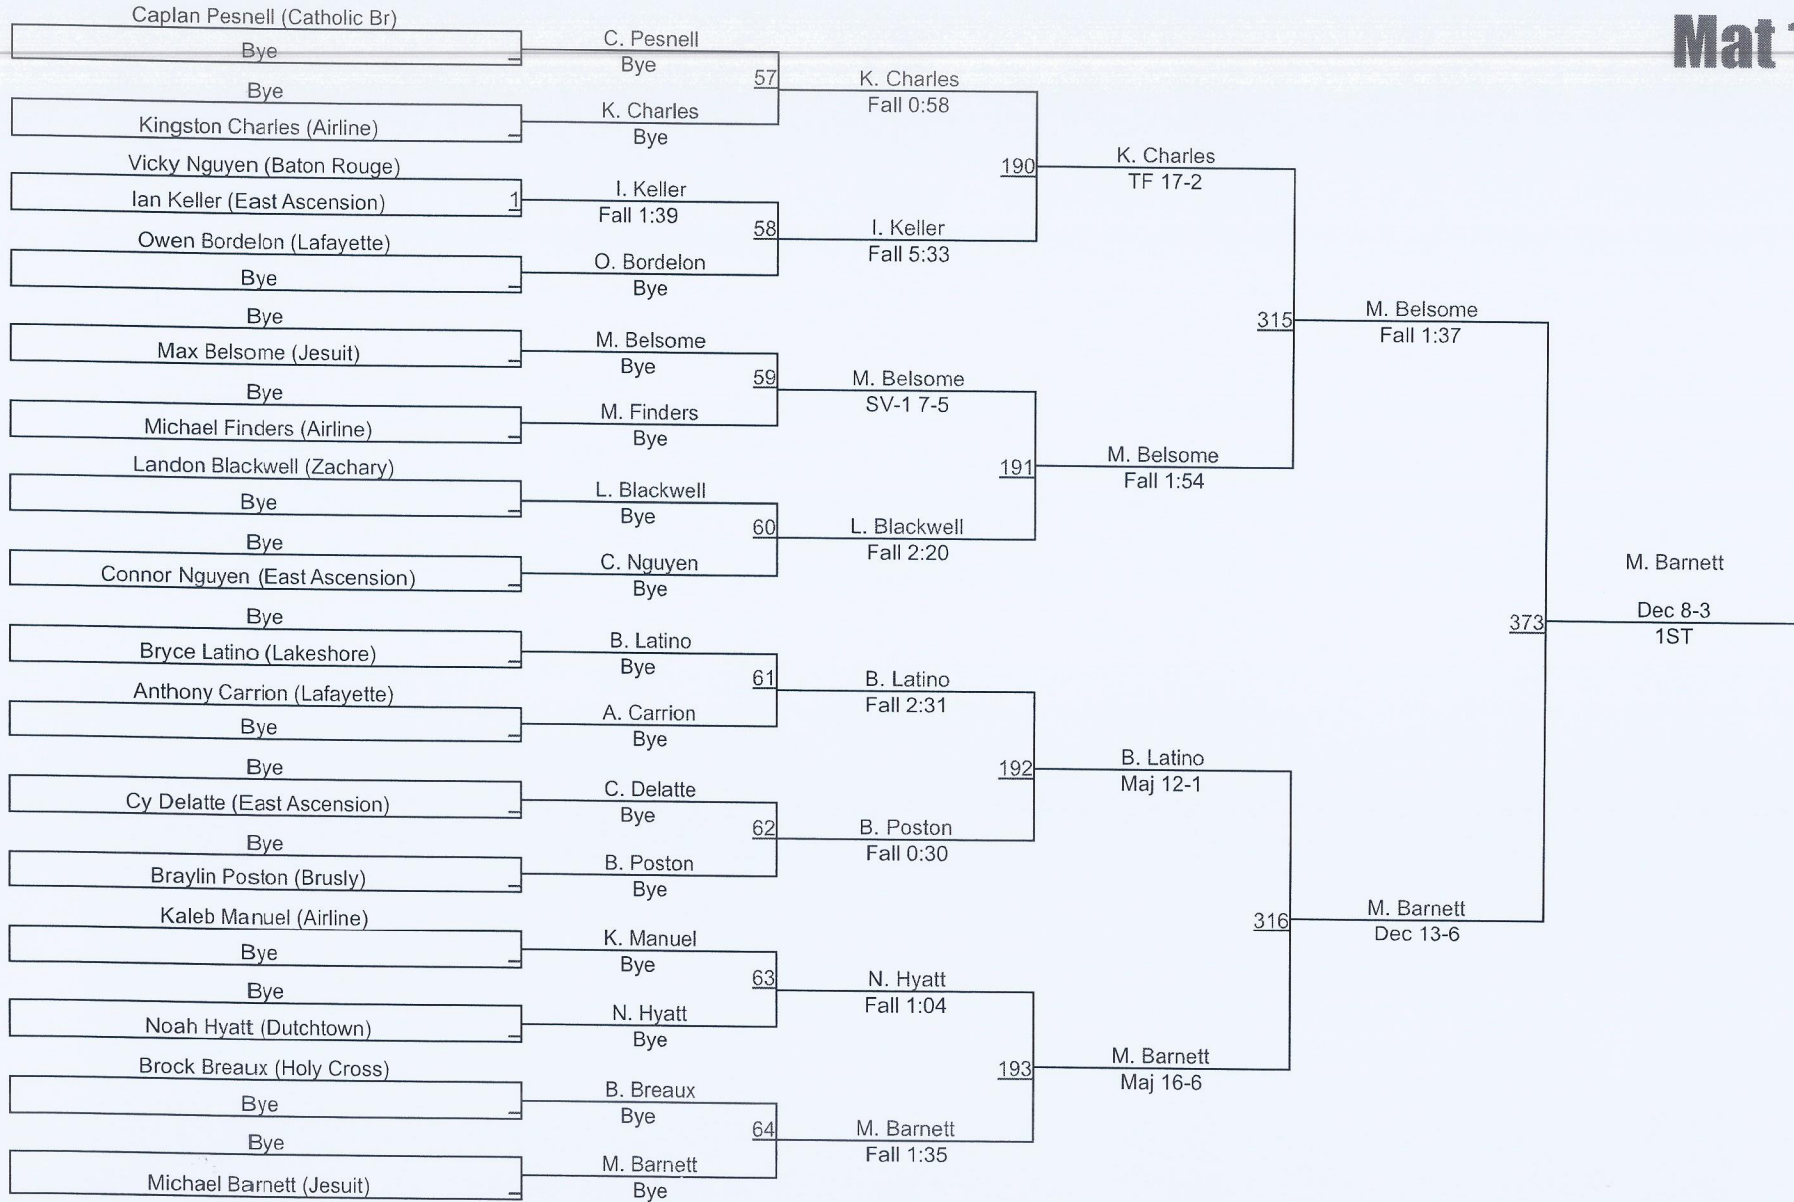 Mat
Caplan Pesnell (Catholic Br)
Bye
Bye
Kingston Charles (Airline)
Vicky Nguyen (Baton Rouge)
Ian Keller (East Ascension)
1
Owen Bordelon (Lafayette)
Bye
Bye
Max Belsome (Jesuit)
Bye
Michael Finders (Airline)
Landon Blackwell (Zachary)
Bye
Bye
Connor Nguyen (East Ascension)
Bye
Bryce Latino (Lakeshore)
Anthony Carrion (Lafayette)
Bye
Bye
Cy Delatte (East Ascension)
Bye
Braylin Poston (Brusly)
Kaleb Manuel (Airline)
Bye
Bye
Noah Hyatt (Dutchtown)
Brock Breaux (Holy Cross)
Bye
Bye
Michael Barnett (Jesuit)
C. Pesnell
Bye
57
K. Charles
Bye
I. Keller
Fall 1:39
58
O. Bordelon
Bye
M. Belsome
Bye
59
M. Finders
Bye
L. Blackwell
Bye
60
C. Nguyen
Bye
B. Latino
Bye
61
A. Carrion
Bye
C. Delatte
Bye
62
B. Poston
Bye
K. Manuel
Bye
63
N. Hyatt
Bye
B. Breaux
Bye
64
M. Barnett
Bye
K. Charles
Fall 0:58
190
I. Keller
Fall 5:33
M. Belsome
SV-1 7-5
191
L. Blackwell
Fall 2:20
B. Latino
Fall 2:31
192
B. Poston
Fall 0:30
N. Hyatt
Fall 1:04
193
M. Barnett
Fall 1:35
K. Charles
TF 17-2
315
M. Belsome
Fall 1:54
B. Latino
Maj 12-1
316
M. Barnett
Maj 16-6
M. Belsome
Fall 1:37
373
M. Barnett
Dec 13-6
M. Barnett
Dec 8-3
1ST